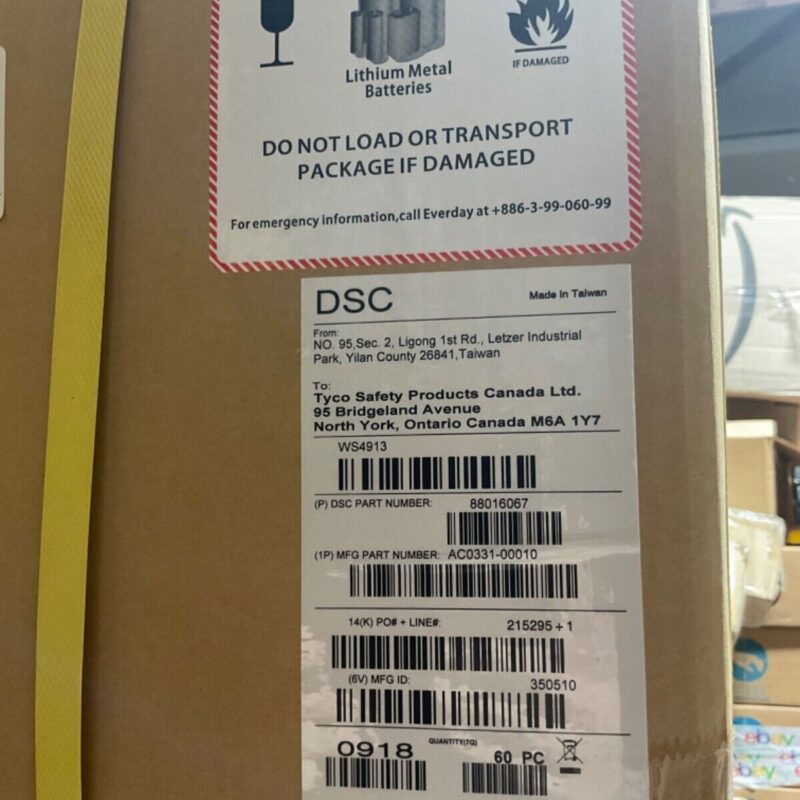 Lithium Metal
Batteries
IF DAMAGED
DO NOT LOAD OR TRANSPORT
PACKAGE IF DAMAGED
For emergency information,call Everday at +886-3-99-060-99
DSC
Made in Taiwan
From:
NO. 95,Sec. 2, Ligong 1st Rd., Letzer Industrial
Park, Yilan County 26841,Taiwan
To:
Tyco Safety Products Canada Ltd.
95 Bridgeland Avenue
North York, Ontario Canada M6A 1Y7
WS4913
(P) DSC PART NUMBER: 88016067
(1P) MFG PART NUMBER: AC0331-00010
14(K) PO# + LINE#: 215295 + 1
(6V) MFG ID: 350510
0918 QUANTITY(7Q) 60 PC
ebay
ebay